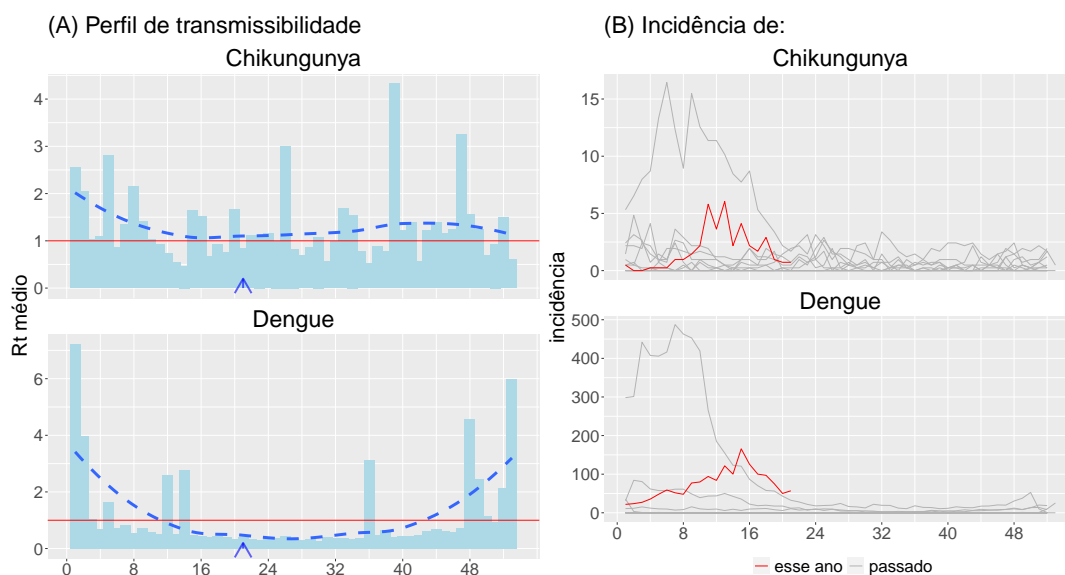 (A) Perfil de transmissibilidade
Chikungunya
4
3
2
1
0
Dengue
6
4
2
0
0 8 16 24 32 40 48
Rt médio
(B) Incidência de:
Chikungunya
15
10
5
0
Dengue
500
400
300
200
100
0
0 8 16 24 32 40 48
incidência
esse ano passado